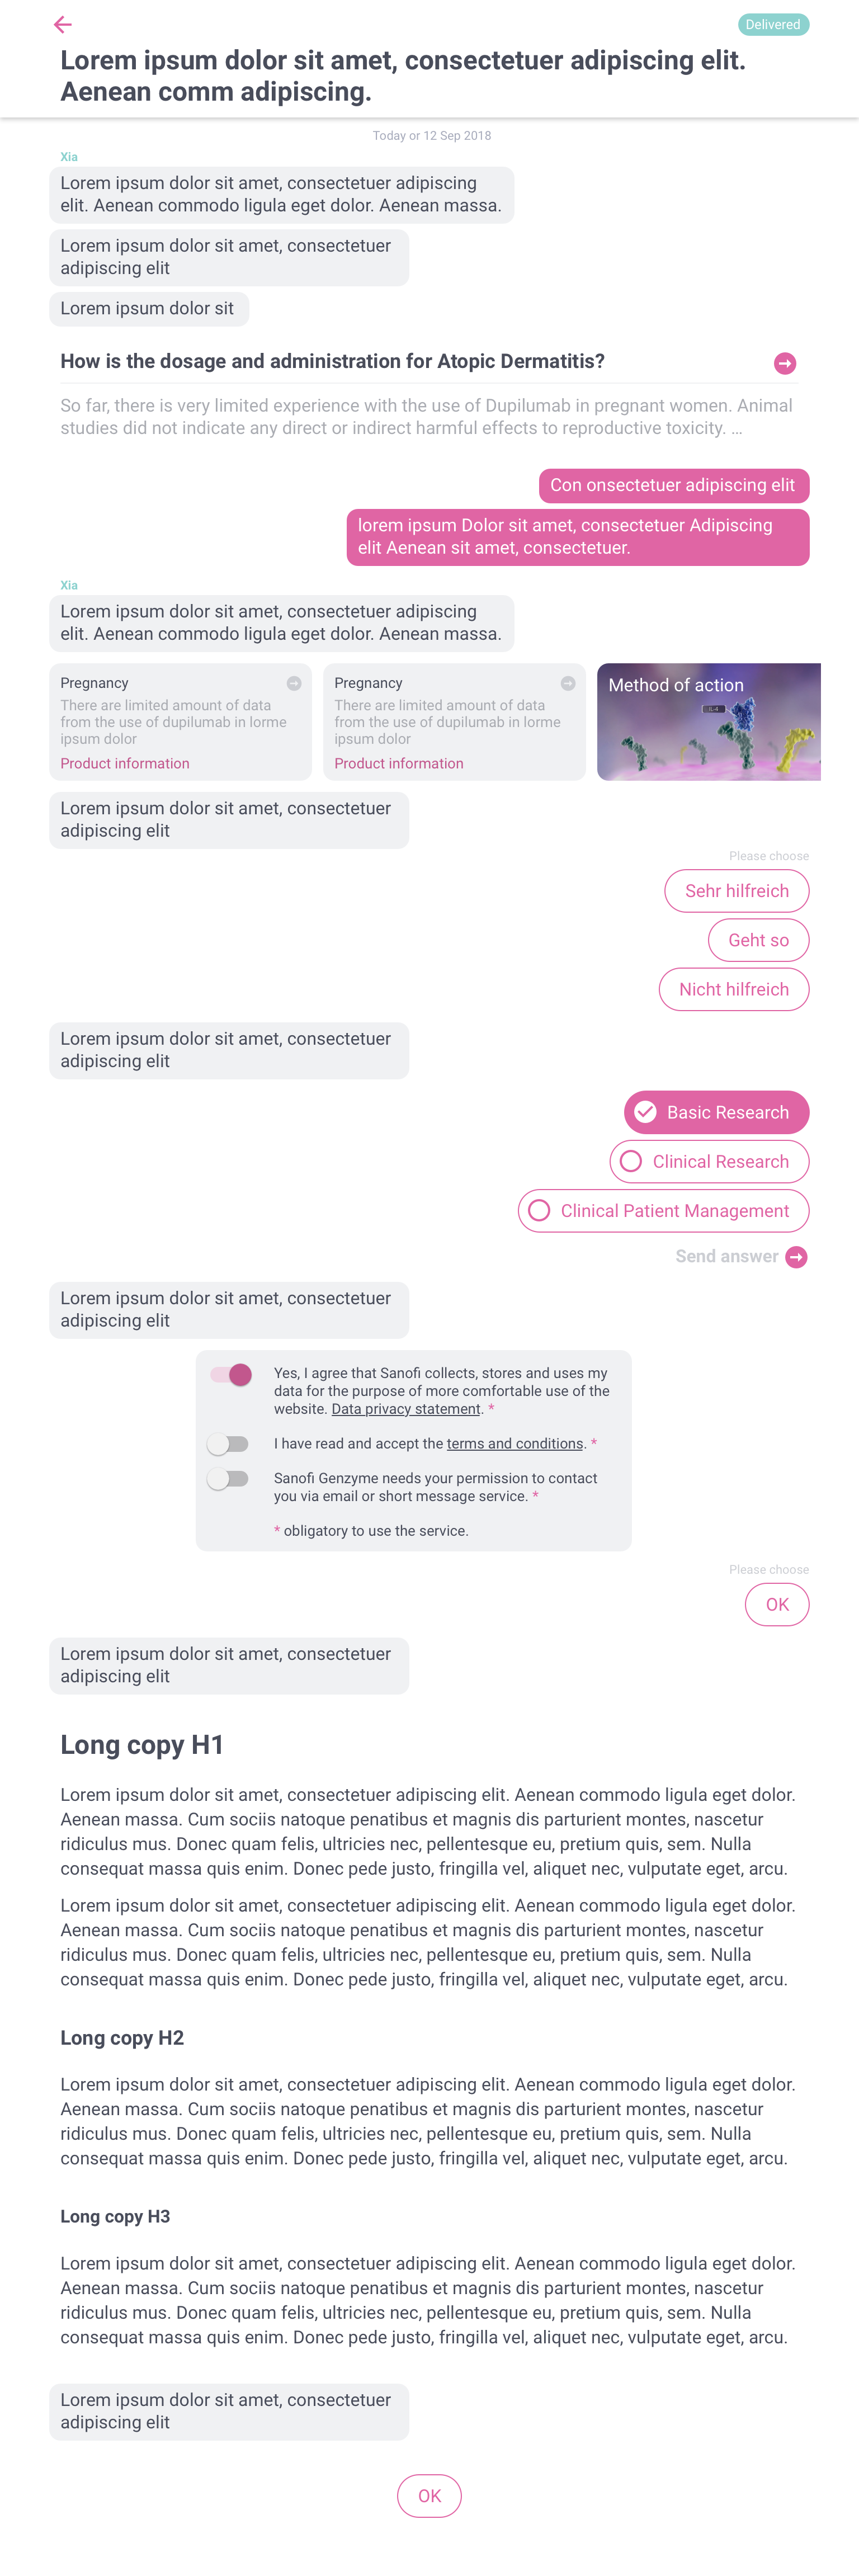 Delivered
Lorem ipsum dolor sit amet, consectetuer adipiscing elit.
Aenean comm adipiscing.
Today or 12 Sep 2018
Xia
Lorem ipsum dolor sit amet, consectetuer adipiscing
elit. Aenean commodo ligula eget dolor. Aenean massa.
Lorem ipsum dolor sit amet, consectetuer
adipiscing elit
Lorem ipsum dolor sit
How is the dosage and administration for Atopic Dermatitis?
So far, there is very limited experience with the use of Dupilumab in pregnant women. Animal
studies did not indicate any direct or indirect harmful effects to reproductive toxicity. ...
Con onsectetuer adipiscing elit
lorem ipsum Dolor sit amet, consectetuer Adipiscing
elit Aenean sit amet, consectetuer.
Xia
Lorem ipsum dolor sit amet, consectetuer adipiscing
elit. Aenean commodo ligula eget dolor. Aenean massa.
Pregnancy
There are limited amount of data
from the use of dupilumab in lorme
ipsum dolor
Product information
Pregnancy
There are limited amount of data
from the use of dupilumab in lorme
ipsum dolor
Product information
Method of action
IL-4
Lorem ipsum dolor sit amet, consectetuer
adipiscing elit
Please choose
Sehr hilfreich
Geht so
Nicht hilfreich
Lorem ipsum dolor sit amet, consectetuer
adipiscing elit
Basic Research
Clinical Research
Clinical Patient Management
Send answer
Lorem ipsum dolor sit amet, consectetuer
adipiscing elit
Yes, I agree that Sanofi collects, stores and uses my
data for the purpose of more comfortable use of the
website. Data privacy statement. *
I have read and accept the terms and conditions. *
Sanofi Genzyme needs your permission to contact
you via email or short message service. *
* obligatory to use the service.
Please choose
OK
Lorem ipsum dolor sit amet, consectetuer
adipiscing elit
Long copy H1
Lorem ipsum dolor sit amet, consectetuer adipiscing elit. Aenean commodo ligula eget dolor.
Aenean massa. Cum sociis natoque penatibus et magnis dis parturient montes, nascetur
ridiculus mus. Donec quam felis, ultricies nec, pellentesque eu, pretium quis, sem. Nulla
consequat massa quis enim. Donec pede justo, fringilla vel, aliquet nec, vulputate eget, arcu.
Lorem ipsum dolor sit amet, consectetuer adipiscing elit. Aenean commodo ligula eget dolor.
Aenean massa. Cum sociis natoque penatibus et magnis dis parturient montes, nascetur
ridiculus mus. Donec quam felis, ultricies nec, pellentesque eu, pretium quis, sem. Nulla
consequat massa quis enim. Donec pede justo, fringilla vel, aliquet nec, vulputate eget, arcu.
Long copy H2
Lorem ipsum dolor sit amet, consectetuer adipiscing elit. Aenean commodo ligula eget dolor.
Aenean massa. Cum sociis natoque penatibus et magnis dis parturient montes, nascetur
ridiculus mus. Donec quam felis, ultricies nec, pellentesque eu, pretium quis, sem. Nulla
consequat massa quis enim. Donec pede justo, fringilla vel, aliquet nec, vulputate eget, arcu.
Long copy H3
Lorem ipsum dolor sit amet, consectetuer adipiscing elit. Aenean commodo ligula eget dolor.
Aenean massa. Cum sociis natoque penatibus et magnis dis parturient montes, nascetur
ridiculus mus. Donec quam felis, ultricies nec, pellentesque eu, pretium quis, sem. Nulla
consequat massa quis enim. Donec pede justo, fringilla vel, aliquet nec, vulputate eget, arcu.
Lorem ipsum dolor sit amet, consectetuer
adipiscing elit
OK